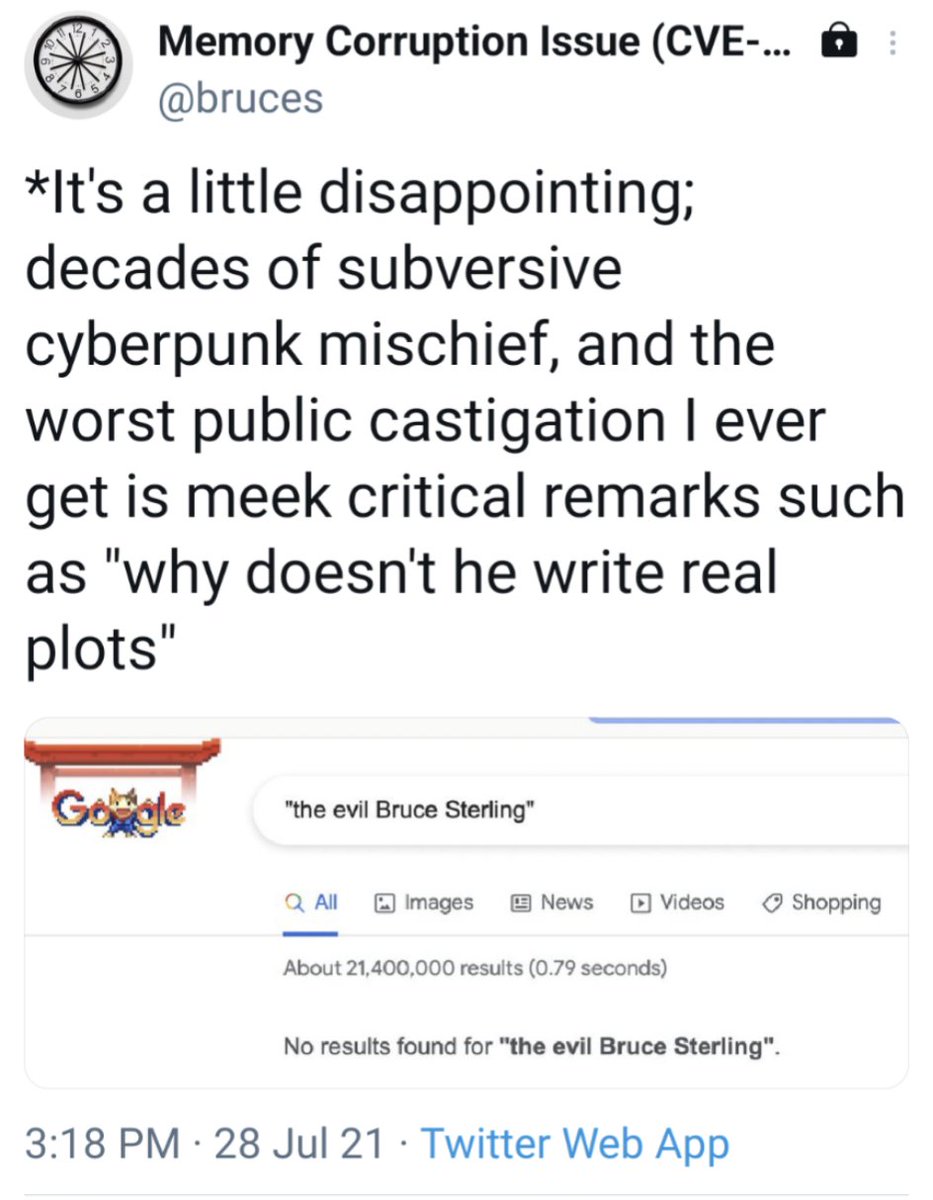 Memory Corruption Issue (CVE-...
@bruces
*It's a little disappointing;
decades of subversive
cyberpunk mischief, and the
worst public castigation I ever
get is meek critical remarks such
as "why doesn't he write real
plots"
Google
"the evil Bruce Sterling"
All Images News Videos Shopping
About 21,400,000 results (0.79 seconds)
No results found for "the evil Bruce Sterling".
3:18 PM · 28 Jul 21 · Twitter Web App